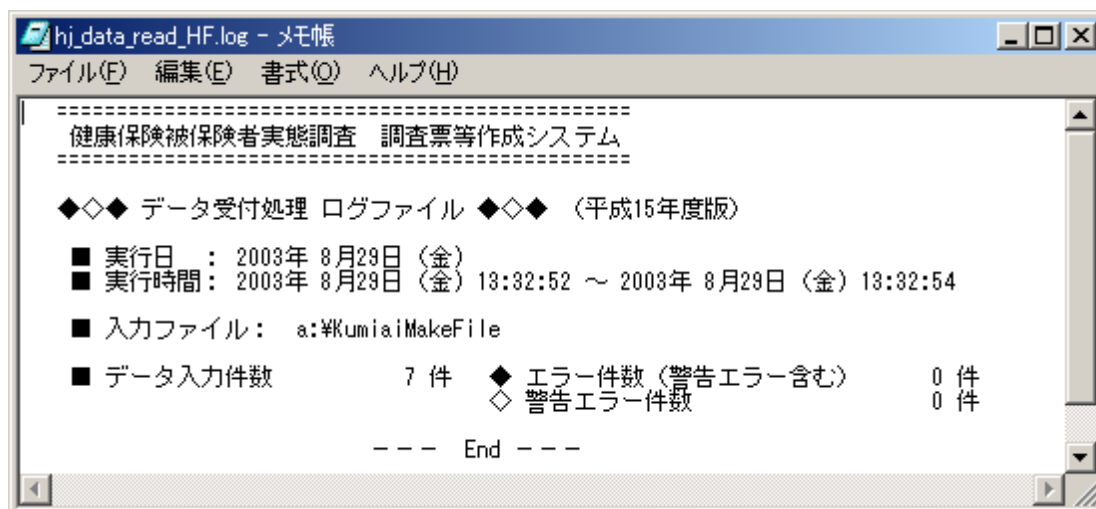 hj_data_read_HF.log - メモ帳
ファイル(F) 編集(E) 書式(O) ヘルプ(H)
===============================================
健康保険被保険者実態調査 調査票等作成システム
===============================================
◆◇◆ データ受付処理 ログファイル ◆◇◆ (平成15年度版)
■ 実行日 : 2003年 8月29日 (金)
■ 実行時間: 2003年 8月29日 (金) 13:32:52 ~ 2003年 8月29日 (金) 13:32:54
■ 入力ファイル: a:¥KumiaiMakeFile
■ データ入力件数 7 件 ◆ エラー件数(警告エラー含む) 0 件
◇ 警告エラー件数 0 件
--- End ---